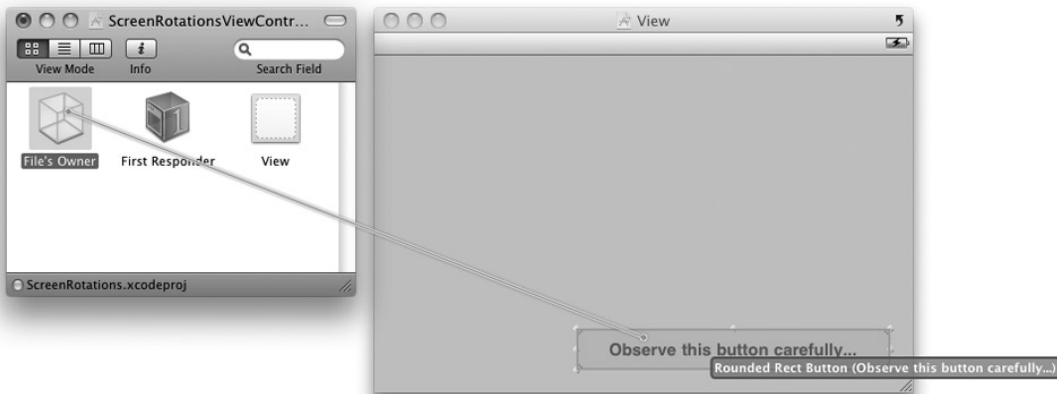 ScreenRotationsViewContr...
View Mode
Info
Search Field
File's Owner
First Responder
View
ScreenRotations.xcodeproj
View
Observe this button carefully...
Rounded Rect Button (Observe this button carefully...)